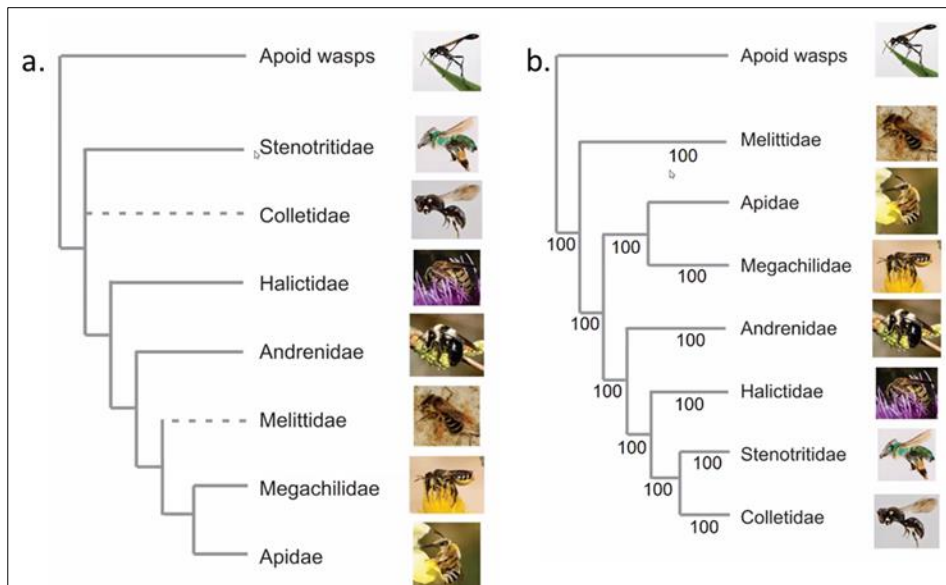 a.
Apoid wasps
Stenotritidae
Colletidae
Halictidae
Andrenidae
Melittidae
Megachilidae
Apidae
b.
Apoid wasps
Melittidae
100
Apidae
100
100
Megachilidae
100
100
Andrenidae
100
100
Halictidae
100
100
Stenotritidae
100
100
Colletidae
100